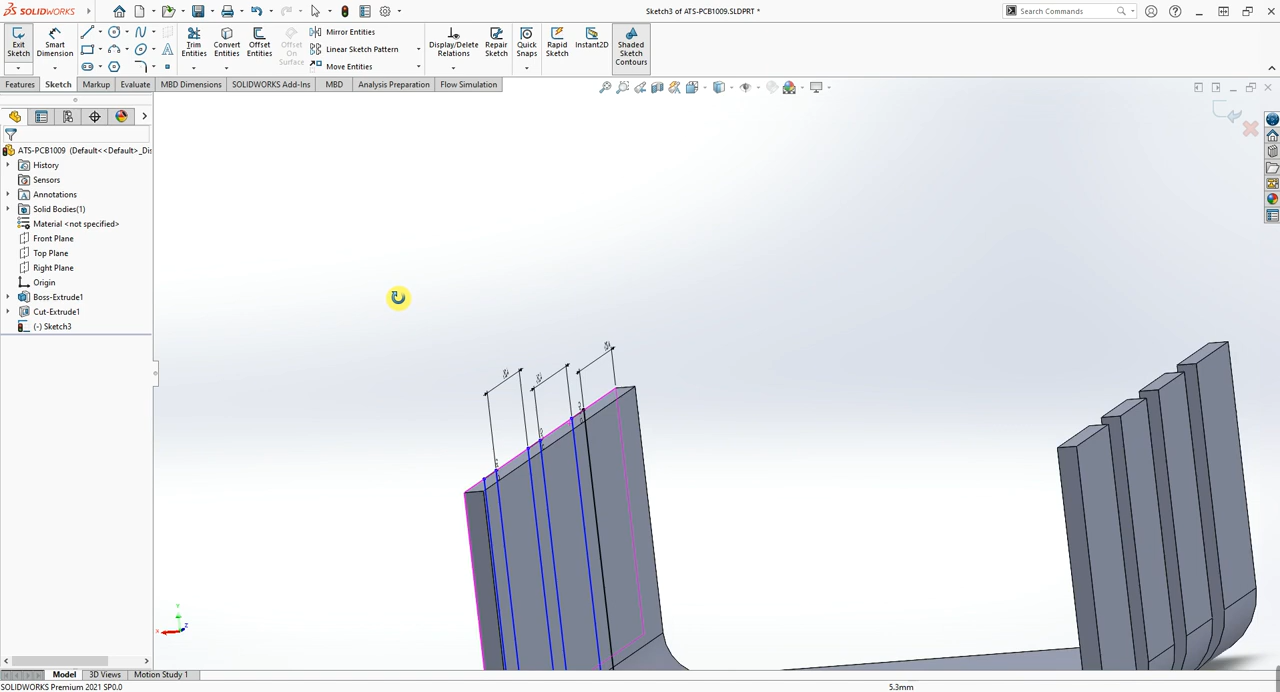 SOLIDWORKS
Sketch3 of ATS-PCB1009.SLDPRT *
Search Commands
Exit Sketch
Smart Dimension
Trim Entities
Convert Entities
Offset Entities
Offset On Surface
Mirror Entities
Linear Sketch Pattern
Move Entities
Display/Delete Relations
Repair Sketch
Quick Snaps
Rapid Sketch
Instant2D
Shaded Sketch Contours
Features
Sketch
Markup
Evaluate
MBD Dimensions
SOLIDWORKS Add-Ins
MBD
Analysis Preparation
Flow Simulation
ATS-PCB1009 (Default<<Default>_Dis
History
Sensors
Annotations
Solid Bodies(1)
Material <not specified>
Front Plane
Top Plane
Right Plane
Origin
Boss-Extrude1
Cut-Extrude1
(-) Sketch3
Y
X
Z
Model
3D Views
Motion Study 1
SOLIDWORKS Premium 2021 SP0.0
5.3mm